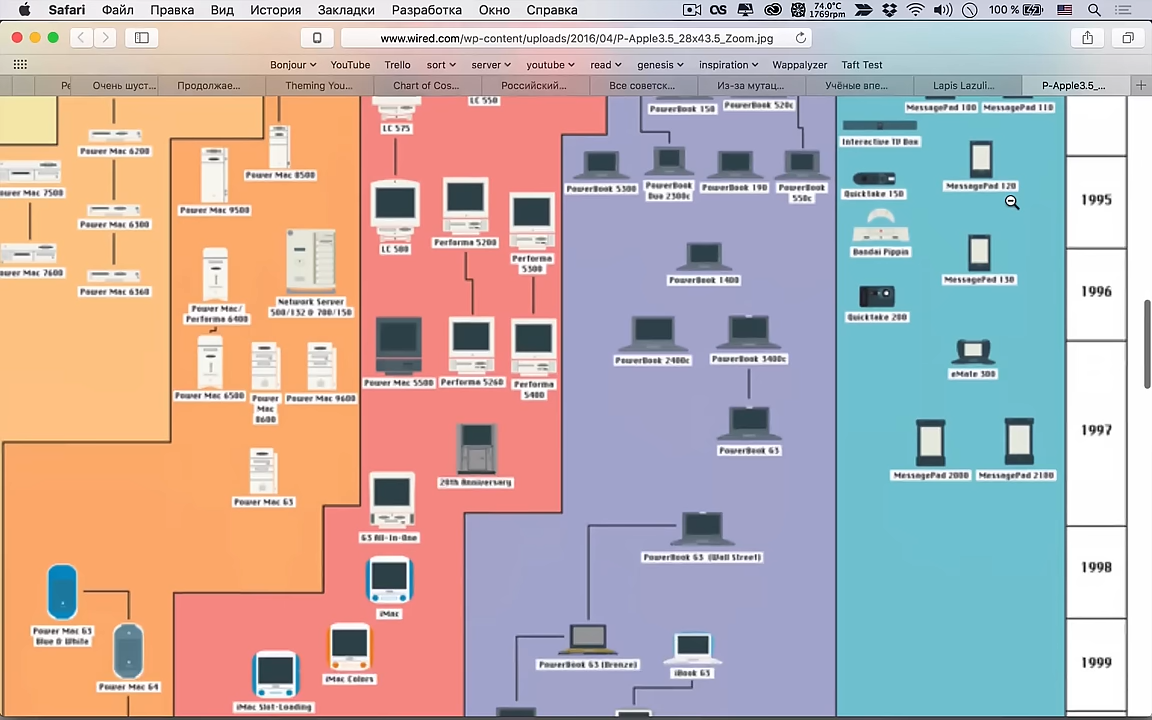 Safari Файл Правка Вид История Закладки Разработка Окно Справка
74.0°C
1769rpm
100 %
www.wired.com/wp-content/uploads/2016/04/P-Apple3.5_28x43.5_Zoom.jpg
Bonjour YouTube Trello sort server youtube read genesis inspiration Wappalyzer Taft Test
Очень шуст... Продолжае... Theming You... Chart of Cos... Российский... Все советск... Из-за мутац... Учёные впе... Lapis Lazuli... P-Apple3.5_...
LC 550
PowerBook 150
PowerBook 520c
MessagePad 100
MessagePad 110
LC 575
Interactive TV Box
Power Mac 6200
Power Mac 8500
PowerBook 5300
PowerBook
Duo 2300c
PowerBook 190
PowerBook
550c
Quicktake 150
MessagePad 120
1995
Power Mac 9500
Power Mac 6300
LC 580
Performa 5200
Performa
5300
Bandai Pippin
PowerBook 1400
MessagePad 130
Power Mac 6360
1996
Power Mac/
Performa 6400
Network Server
500/132 & 700/150
Quicktake 200
PowerBook 2400c
PowerBook 3400c
eMate 300
Power Mac 5500
Performa 5260
Performa
5400
Power Mac 6500
Power
Mac
8600
Power Mac 9600
1997
PowerBook G3
MessagePad 2000
MessagePad 2100
20th Anniversary
Power Mac G3
G3 All-In-One
PowerBook G3 (Wall Street)
1998
iMac
Power Mac G3
Blue & White
PowerBook G3 (Bronze)
iBook G3
1999
iMac Colors
Power Mac G4
iMac Slot-Loading